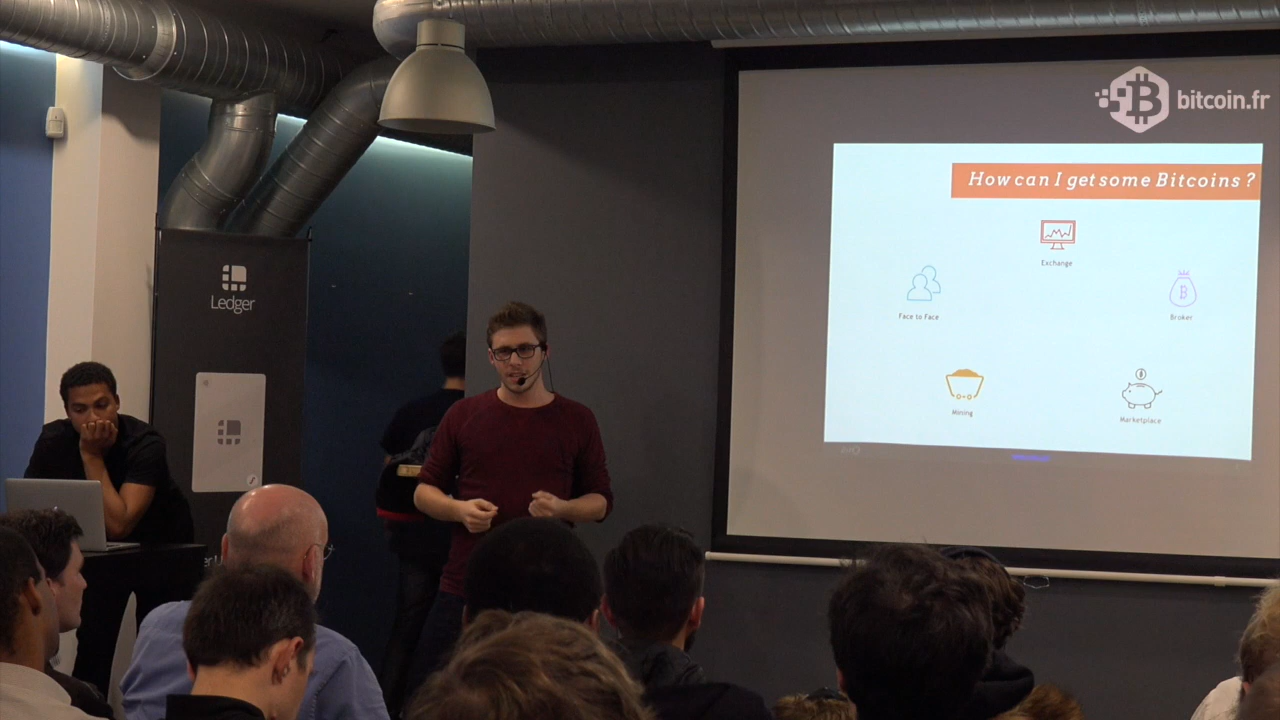 bitcoin.fr
How can I get some Bitcoins ?
Exchange
Face to Face
Broker
Mining
Marketplace
Ledger